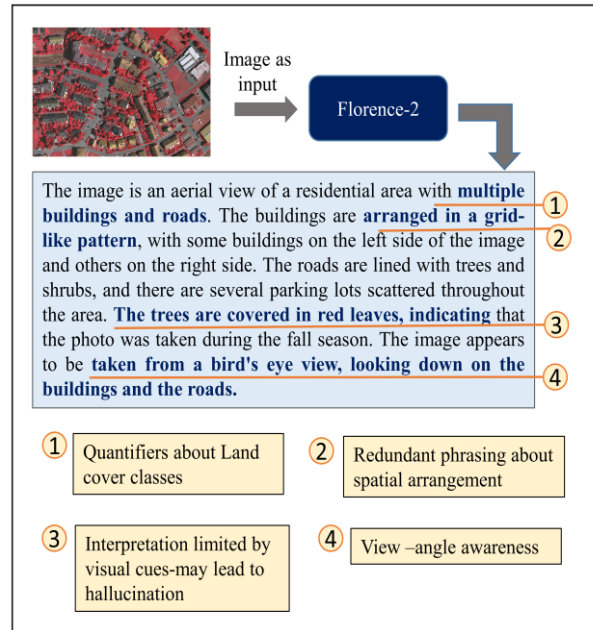 Image as
input
Florence-2
The image is an aerial view of a residential area with multiple
buildings and roads. The buildings are arranged in a grid-
like pattern, with some buildings on the left side of the image
and others on the right side. The roads are lined with trees and
shrubs, and there are several parking lots scattered throughout
the area. The trees are covered in red leaves, indicating that
the photo was taken during the fall season. The image appears
to be taken from a bird's eye view, looking down on the
buildings and the roads.
1
2
3
4
1 Quantifiers about Land
cover classes
2 Redundant phrasing about
spatial arrangement
3 Interpretation limited by
visual cues-may lead to
hallucination
4 View –angle awareness